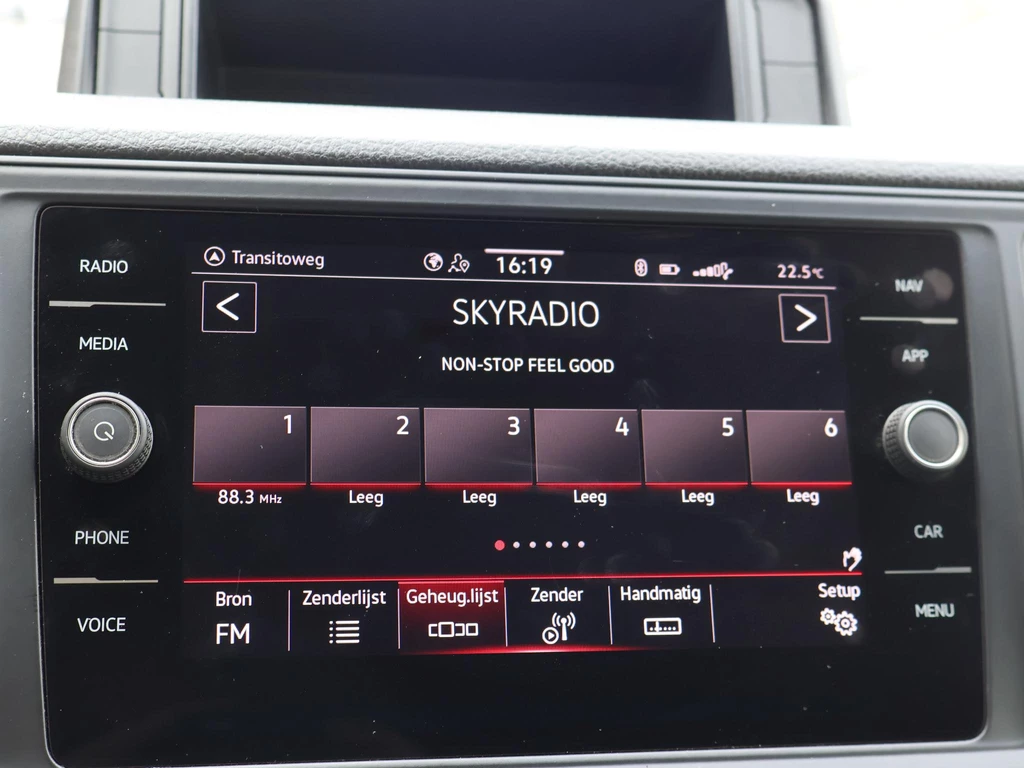 RADIO
MEDIA
PHONE
VOICE
Transitoweg
16:19
22.5°C
SKYRADIO
NON-STOP FEEL GOOD
1 2 3 4 5 6
88.3 MHz Leeg Leeg Leeg Leeg Leeg
Bron Zenderlijst Geheug.lijst Zender Handmatig Setup
FM
NAV
APP
CAR
MENU